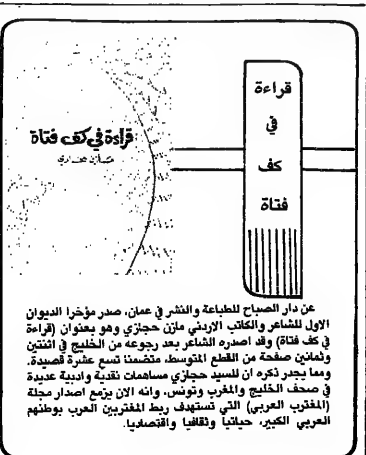 قراءة
في
كف
فتاة
قراءة في كف فتاة
مازن حجازي
عن دار الصباح للطباعة والنشر في عمان، صدر مؤخراً الديوان
الاول للشاعر والكاتب الاردني مازن حجازي وهو بعنوان (قراءة
في كف فتاة) وقد اصدره الشاعر بعد رجوعه من الخليج في اثنتين
وثمانين صفحة من القطع المتوسط، متضمنا تسع عشرة قصيدة.
ومما يجدر ذكره ان للسيد حجازي مساهمات نقدية وادبية عديدة
في صحف الخليج والمغرب وتونس، وانه الان يزمع اصدار مجلة
(المغترب العربي) التي تستهدف ربط المغتربين العرب بوطنهم
العربي الكبير، حياتيا وثقافيا واقتصاديا.